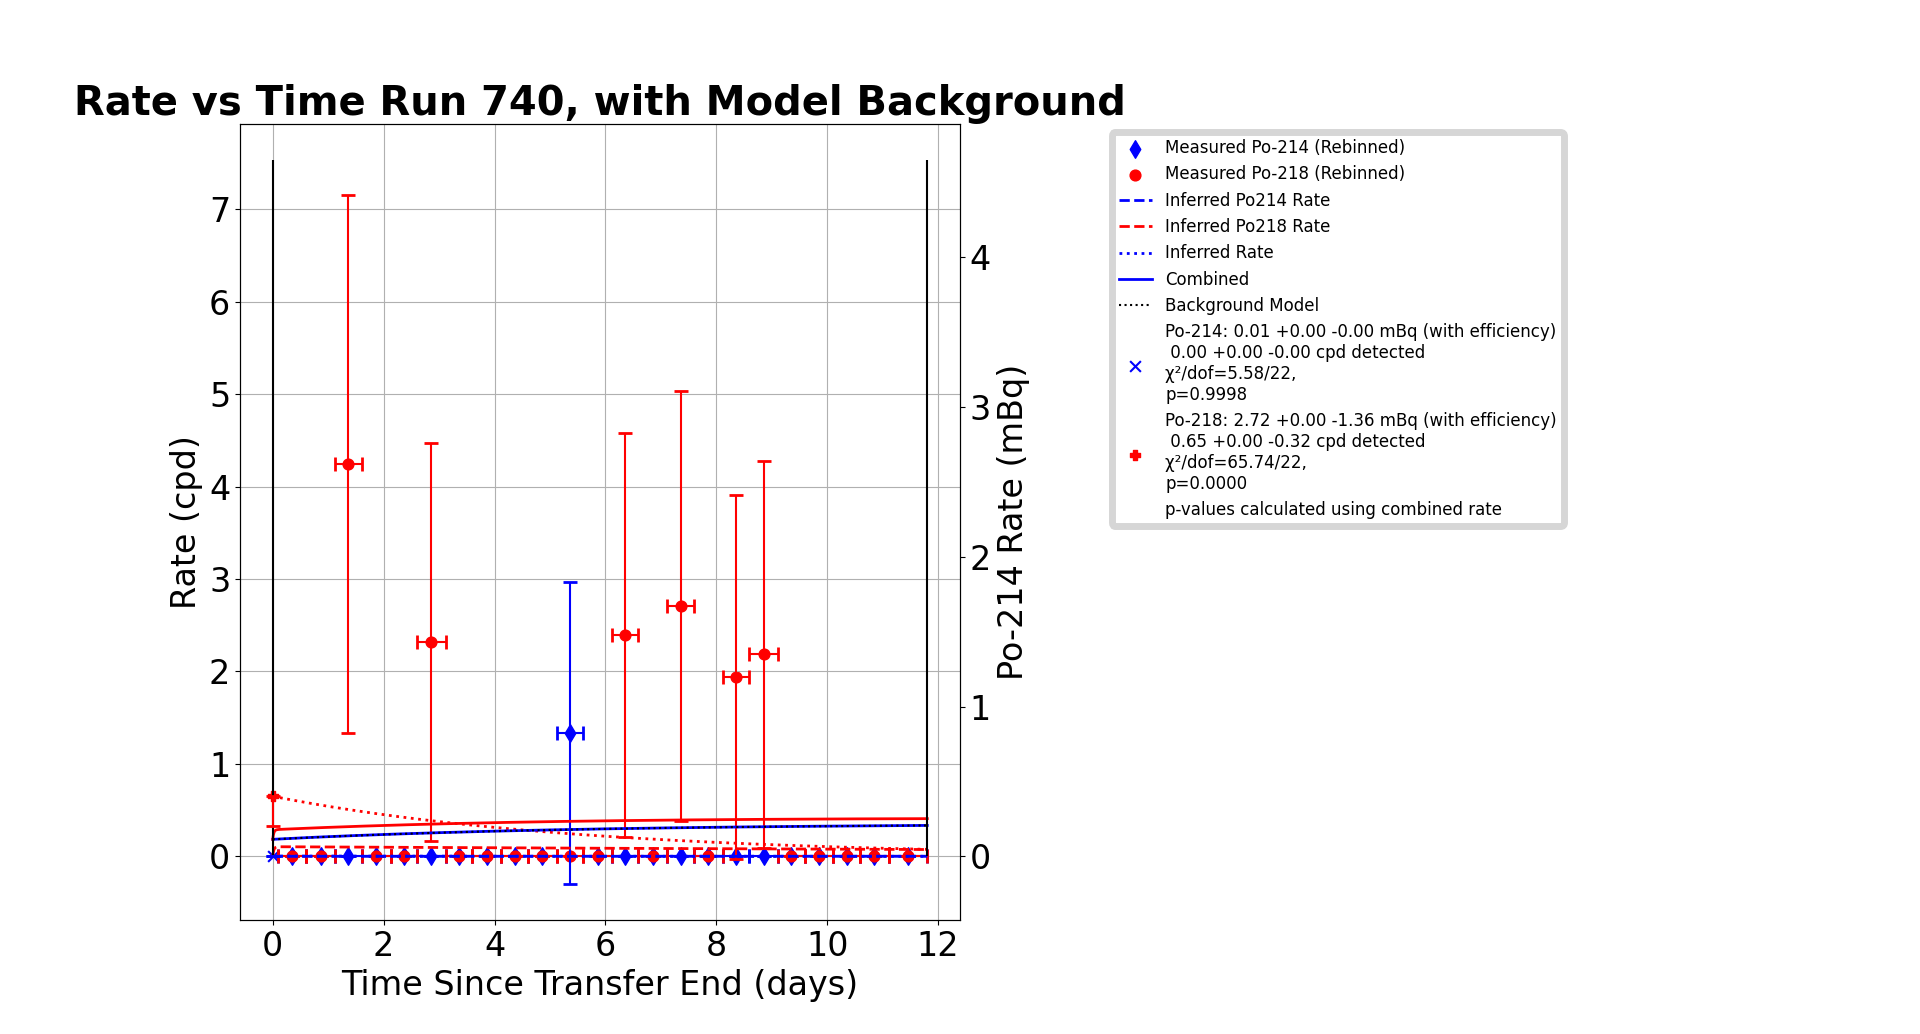 Rate vs Time Run 740, with Model Background
Rate (cpd)
7
6
5
4
3
2
1
0
0 2 4 6 8 10 12
Time Since Transfer End (days)
4
3
2
1
0
Po-214 Rate (mBq)
Measured Po-214 (Rebinned)
Measured Po-218 (Rebinned)
Inferred Po214 Rate
Inferred Po218 Rate
Inferred Rate
Combined
Background Model
Po-214: 0.01 +0.00 -0.00 mBq (with efficiency)
0.00 +0.00 -0.00 cpd detected
χ²/dof=5.58/22,
p=0.9998
Po-218: 2.72 +0.00 -1.36 mBq (with efficiency)
0.65 +0.00 -0.32 cpd detected
χ²/dof=65.74/22,
p=0.0000
p-values calculated using combined rate